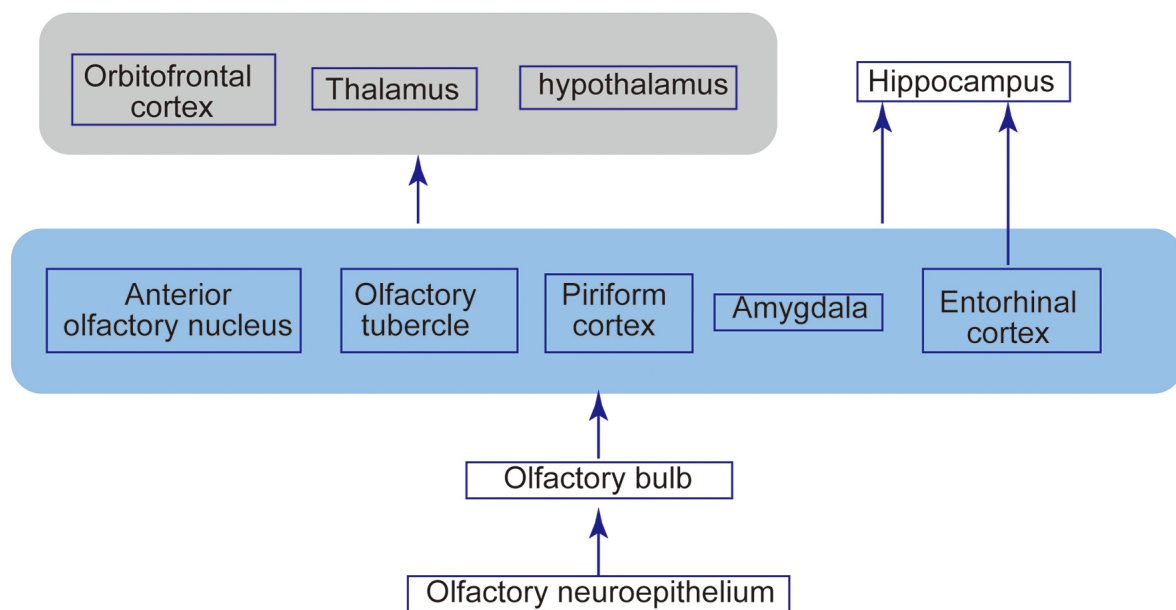 Orbitofrontal
cortex
Thalamus
hypothalamus
Hippocampus
Anterior
olfactory nucleus
Olfactory
tubercle
Piriform
cortex
Amygdala
Entorhinal
cortex
Olfactory bulb
Olfactory neuroepithelium